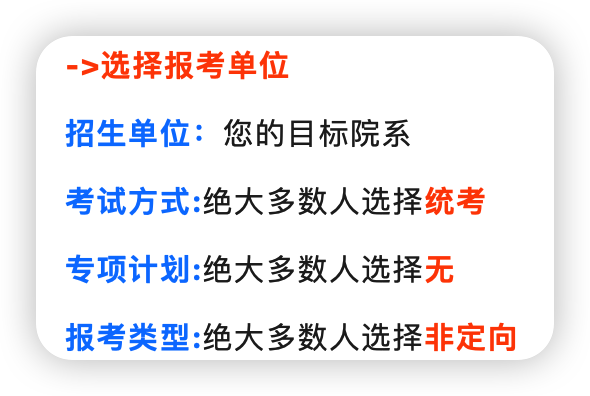 ->选择报考单位
招生单位：您的目标院系
考试方式:绝大多数人选择统考
专项计划:绝大多数人选择无
报考类型:绝大多数人选择非定向